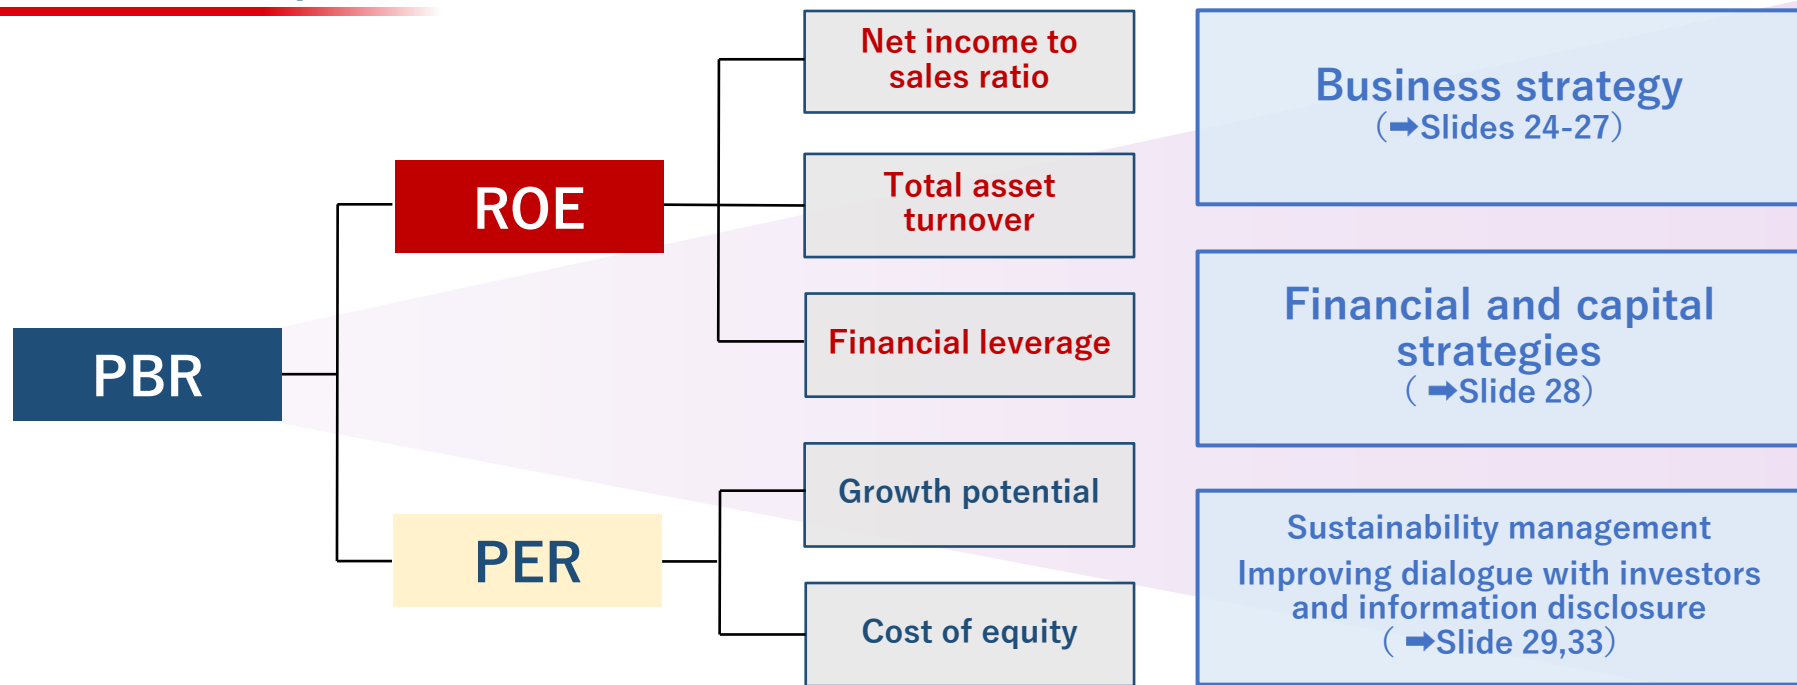 PBR
ROE
PER
Net income to
sales ratio
Total asset
turnover
Financial leverage
Growth potential
Cost of equity
Business strategy
（➡Slides 24-27）
Financial and capital
strategies
（ ➡Slide 28）
Sustainability management
Improving dialogue with investors
and information disclosure
（ ➡Slide 29,33）